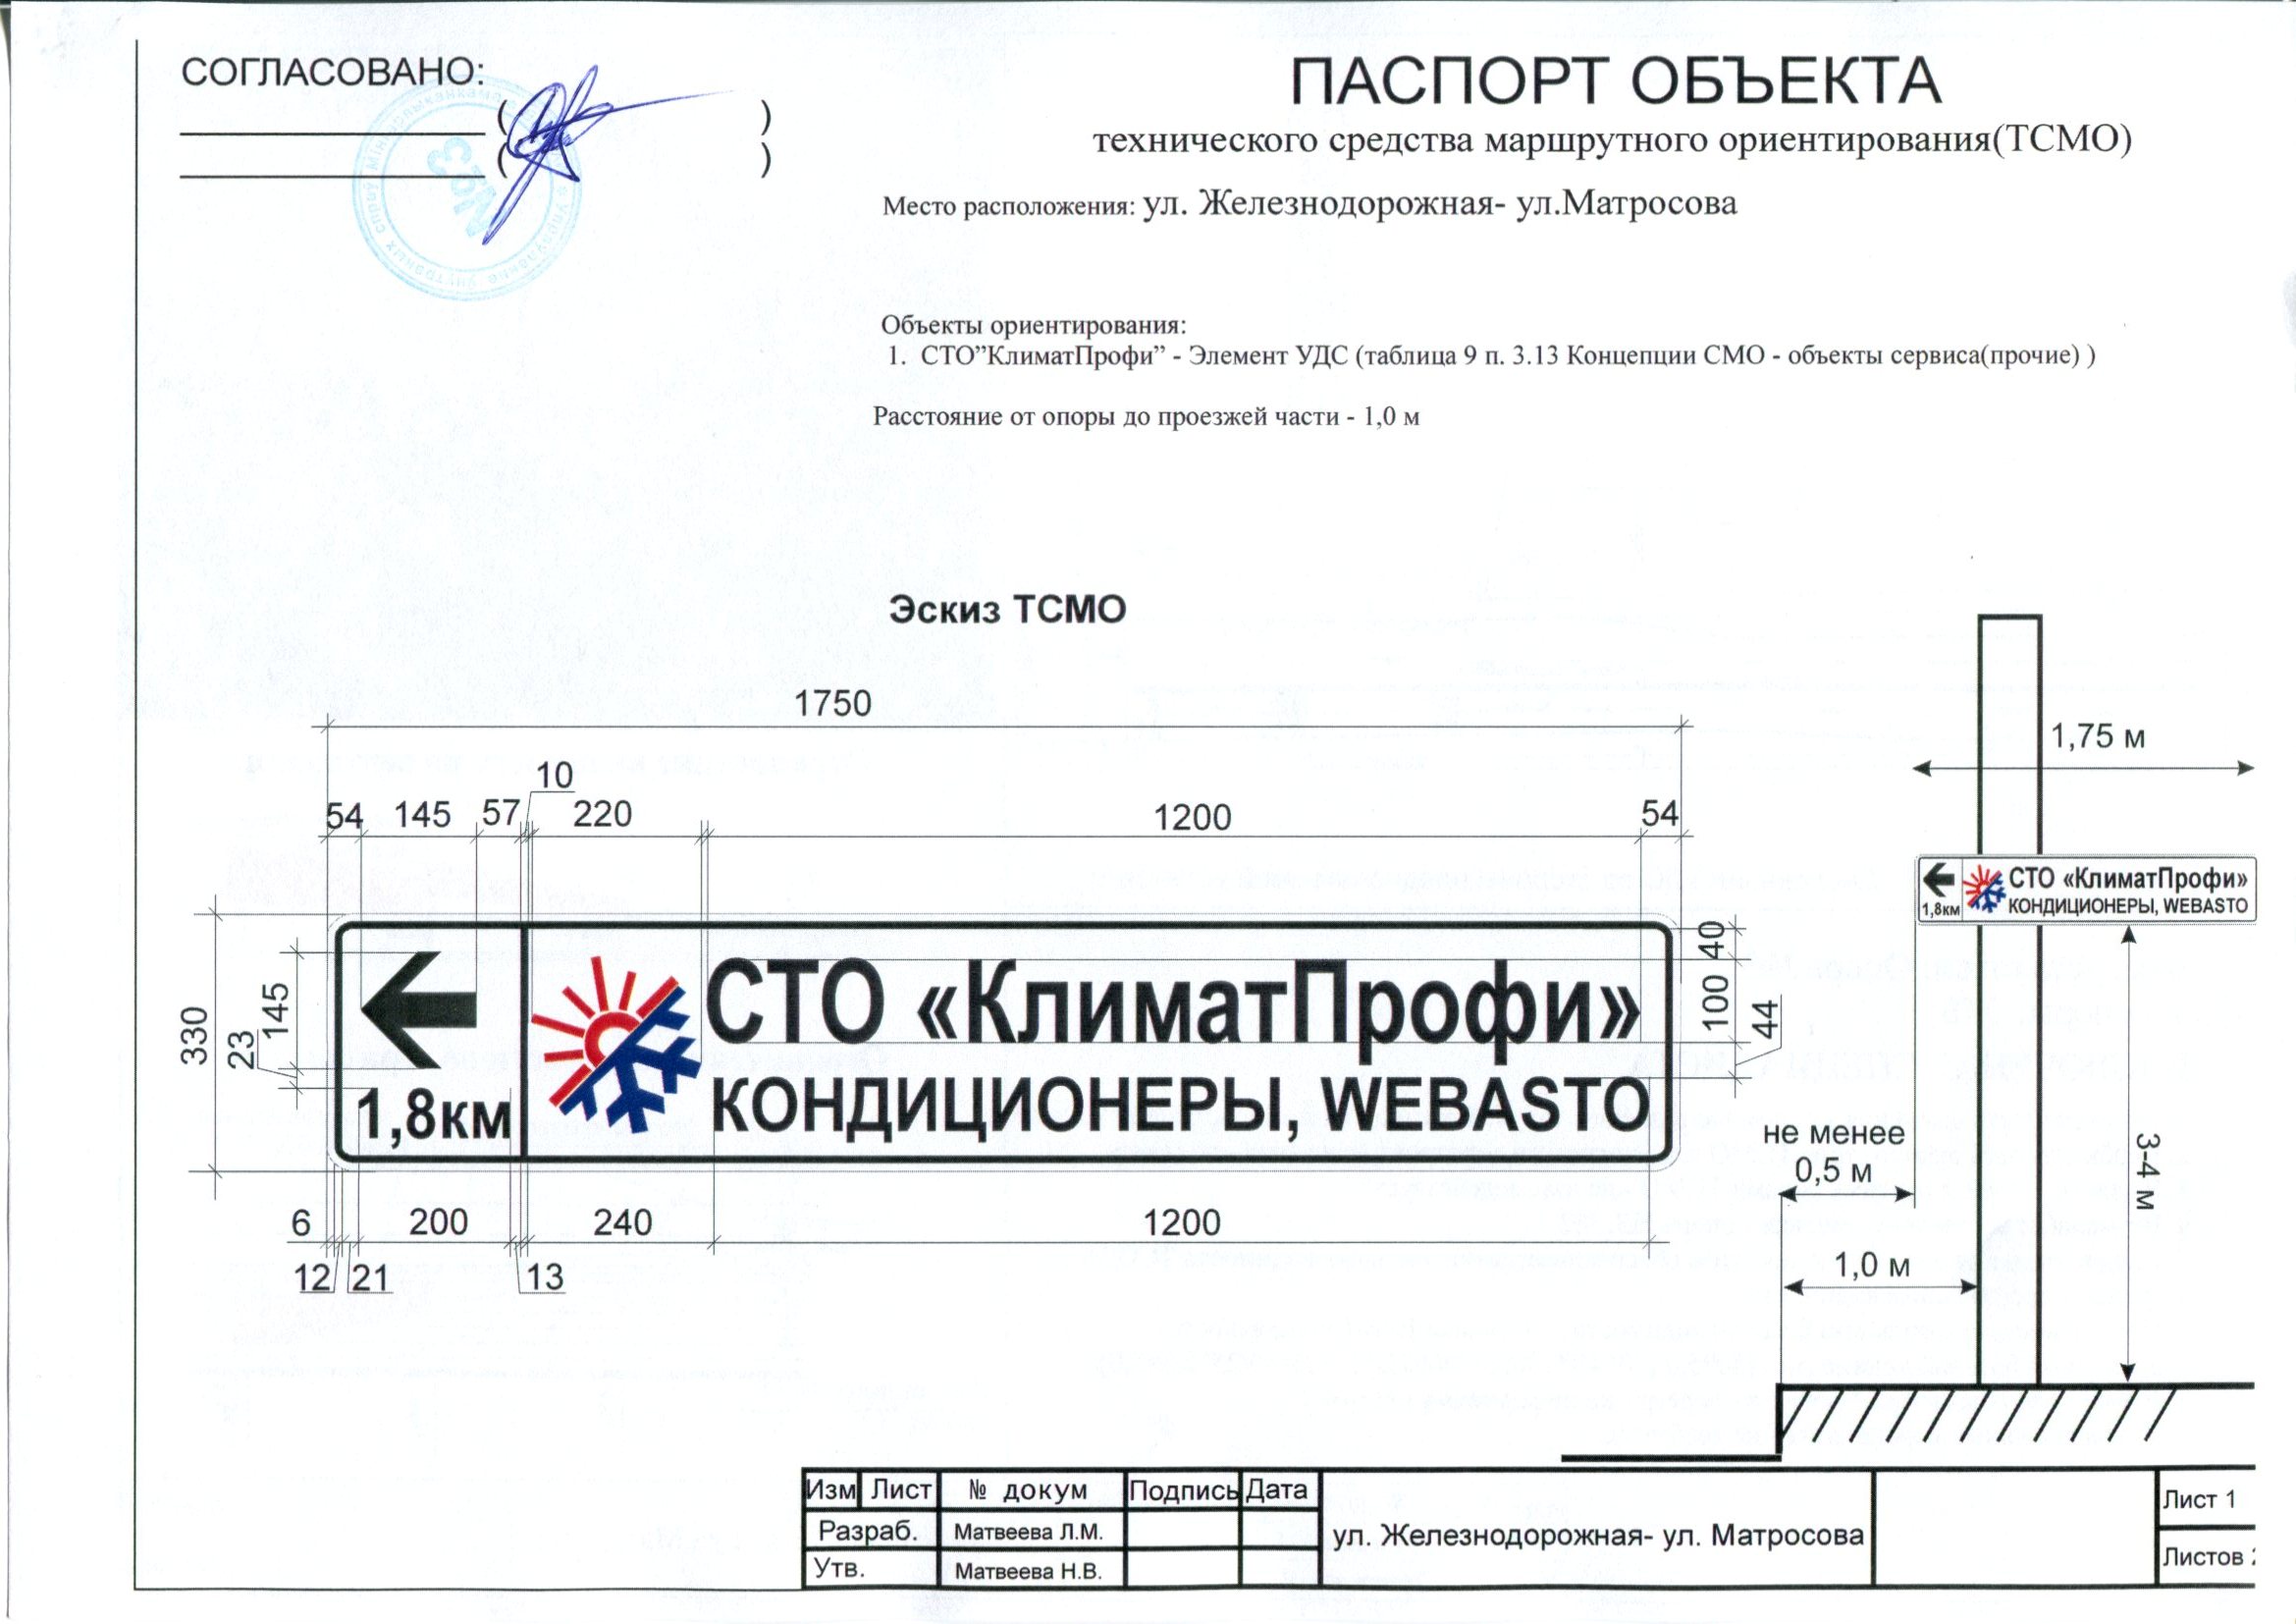 СОГЛАСОВАНО:
( )
( )
ПАСПОРТ ОБЪЕКТА
технического средства маршрутного ориентирования(ТСМО)
Место расположения: ул. Железнодорожная- ул.Матросова
Объекты ориентирования:
1. СТО”КлиматПрофи” - Элемент УДС (таблица 9 п. 3.13 Концепции СМО - объекты сервиса(прочие) )
Расстояние от опоры до проезжей части - 1,0 м
Эскиз ТСМО
1750
10
54 145 57 220 1200 54
330
23
145
40
100
44
1,8км
СТО «КлиматПрофи»
КОНДИЦИОНЕРЫ, WEBASTO
6 200 240 1200
12 21 13
1,75 м
1,8км
СТО «КлиматПрофи»
КОНДИЦИОНЕРЫ, WEBASTO
не менее
0,5 м
3-4 м
1,0 м
Изм Лист № докум Подпись Дата
Разраб. Матвеева Л.М.
Утв. Матвеева Н.В.
ул. Железнодорожная- ул. Матросова
Лист 1
Листов